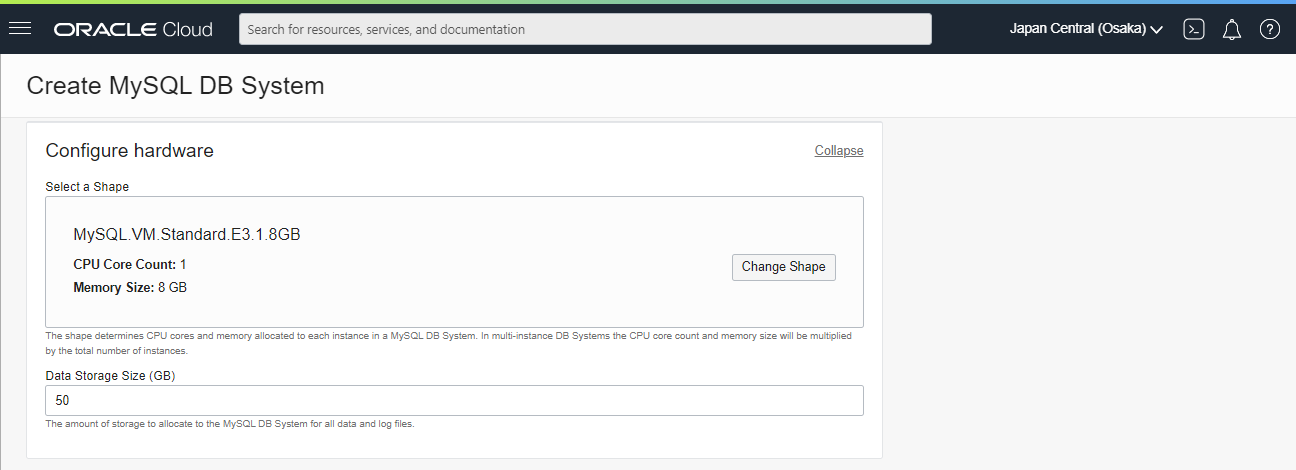 ORACLE Cloud
Search for resources, services, and documentation
Japan Central (Osaka)
Create MySQL DB System
Configure hardware
Collapse
Select a Shape
MySQL.VM.Standard.E3.1.8GB
CPU Core Count: 1
Memory Size: 8 GB
Change Shape
The shape determines CPU cores and memory allocated to each instance in a MySQL DB System. In multi-instance DB Systems the CPU core count and memory size will be multiplied
by the total number of instances.
Data Storage Size (GB)
50
The amount of storage to allocate to the MySQL DB System for all data and log files.